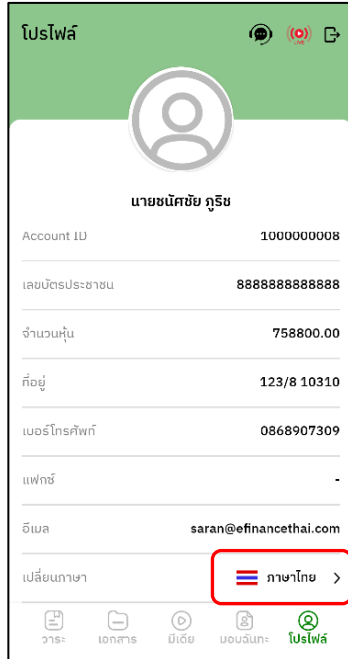 โปรไฟล์
LIVE
นายชนัศชัย ภูริช
Account ID 1000000008
เลขบัตรประชาชน 8888888888888
จำนวนหุ้น 758800.00
ที่อยู่ 123/8 10310
เบอร์โทรศัพท์ 0868907309
แฟกซ์ -
อีเมล saran@efinancethai.com
เปลี่ยนภาษา ภาษาไทย >
วาระ เอกสาร มีเดีย มอบฉันทะ โปรไฟล์